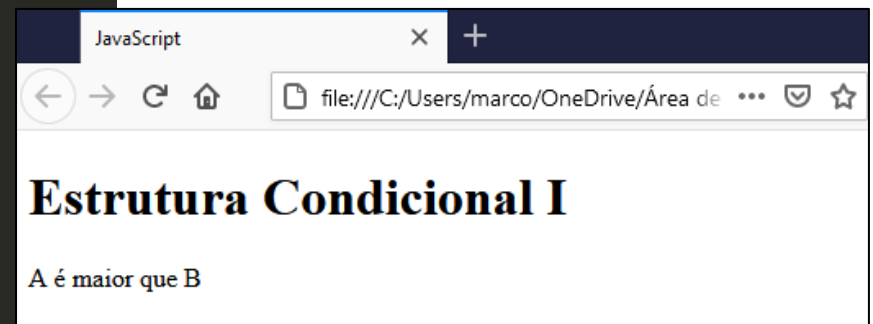 JavaScript
file:///C:/Users/marco/OneDrive/Área de
Estrutura Condicional I
A é maior que B